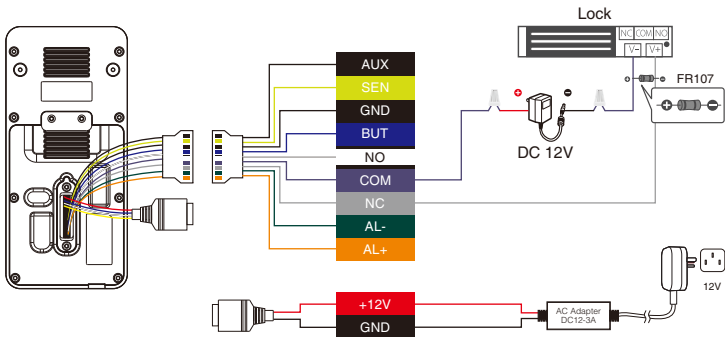 Lock
NC COM NO
V- V+
FR107
AUX
SEN
GND
BUT
NO
COM
NC
AL-
AL+
DC 12V
+12V
GND
AC Adapter
DC12-3A
12V